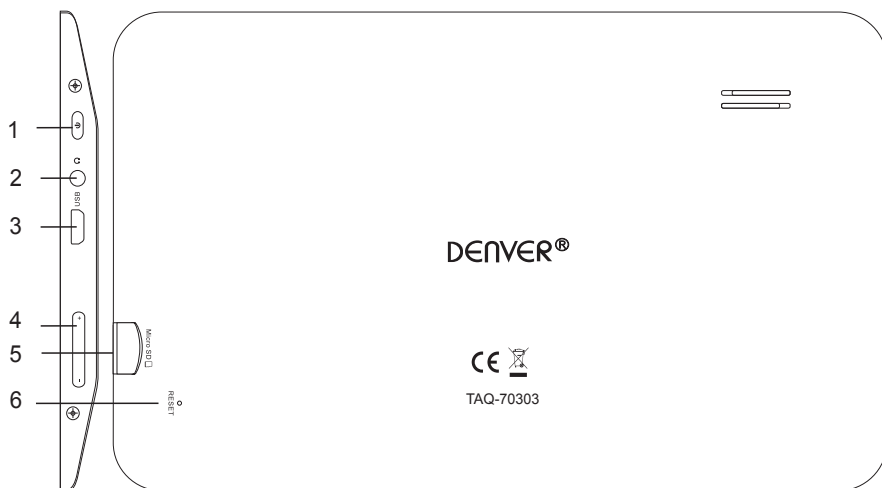 1
2
USB
3
DENVER®
4
+
Micro SD
5
-
CE
6
RESET
TAQ-70303